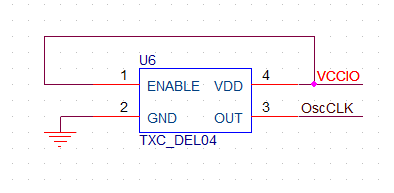 U6
1 ENABLE VDD 4 VCCIO
2 GND OUT 3 OscCLK
TXC_DEL04